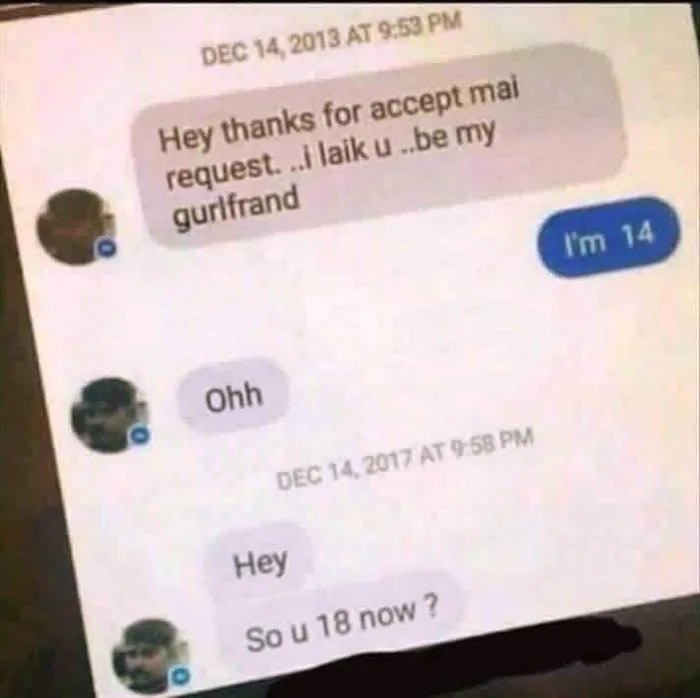 DEC 14, 2013 AT 9:53 PM
Hey thanks for accept mai
request. ..i laik u ..be my
gurlfrand
I'm 14
Ohh
DEC 14, 2017 AT 9:58 PM
Hey
So u 18 now ?